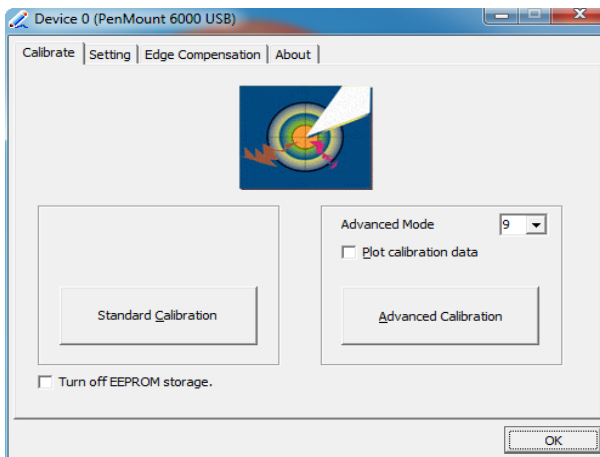 Device 0 (PenMount 6000 USB)
Calibrate Setting Edge Compensation About
Advanced Mode 9
Plot calibration data
Standard Calibration
Advanced Calibration
Turn off EEPROM storage.
OK